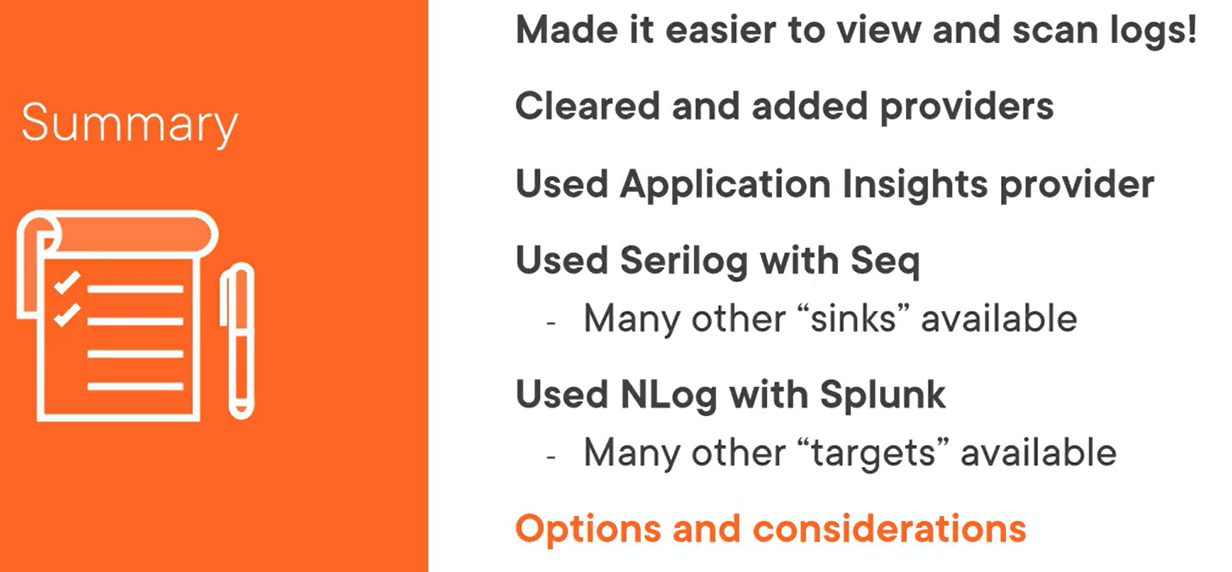 Summary
Made it easier to view and scan logs!
Cleared and added providers
Used Application Insights provider
Used Serilog with Seq
- Many other “sinks” available
Used NLog with Splunk
- Many other “targets” available
Options and considerations